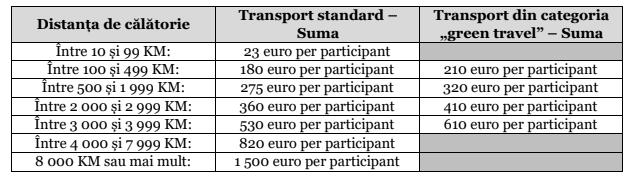 Distanța de călătorie | Transport standard – Suma | Transport din categoria „green travel” – Suma
Între 10 și 99 KM: | 23 euro per participant
Între 100 și 499 KM: | 180 euro per participant | 210 euro per participant
Între 500 și 1 999 KM: | 275 euro per participant | 320 euro per participant
Între 2 000 și 2 999 KM: | 360 euro per participant | 410 euro per participant
Între 3 000 și 3 999 KM: | 530 euro per participant | 610 euro per participant
Între 4 000 și 7 999 KM: | 820 euro per participant
8 000 KM sau mai mult: | 1 500 euro per participant